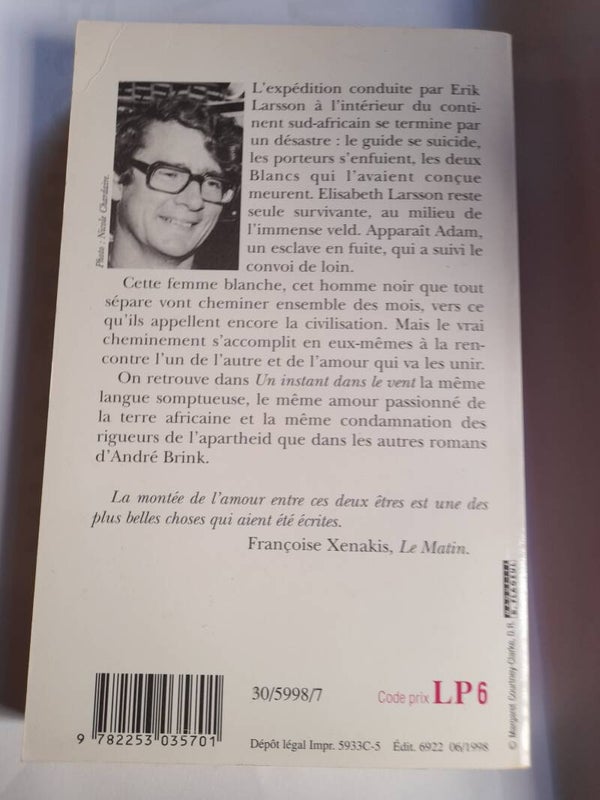 L'expédition conduite par Erik
Larsson à l'intérieur du conti-
nent sud-africain se termine par
un désastre : le guide se suicide,
les porteurs s'enfuient, les deux
Blancs qui l'avaient conçue
meurent. Elisabeth Larsson reste
seule survivante, au milieu de
l'immense veld. Apparaît Adam,
un esclave en fuite, qui a suivi le
convoi de loin.
Photo : Nicole Chardaire.
Cette femme blanche, cet homme noir que tout
sépare vont cheminer ensemble des mois, vers ce
qu'ils appellent encore la civilisation. Mais le vrai
cheminement s'accomplit en eux-mêmes à la ren-
contre l'un de l'autre et de l'amour qui va les unir.
On retrouve dans Un instant dans le vent la même
langue somptueuse, le même amour passionné de
la terre africaine et la même condamnation des
rigueurs de l'apartheid que dans les autres romans
d'André Brink.
La montée de l'amour entre ces deux êtres est une des
plus belles choses qui aient été écrites.
Françoise Xenakis, Le Matin.
© Margaret Courtney-Clarke, D.R.
30/5998/7
Code prix LP 6
9 782253 035701
Dépôt légal Impr. 5933C-5 Édit. 6922 06/1998